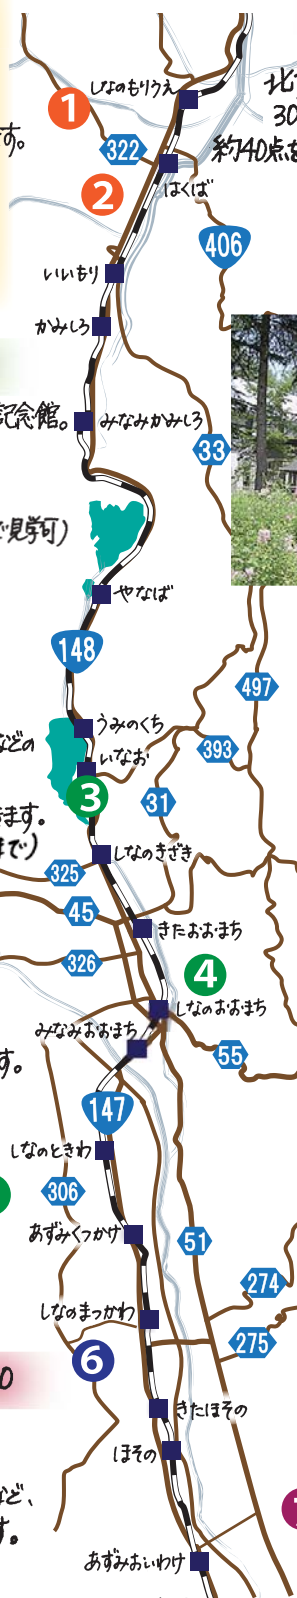 しなのもりうえ
北
30
1
す。
322
約40点を
はくば
2
406
いいもり
かみしろ
記念館。
みなみかみしろ
33
で見学可)
やなば
148
497
うみのくち
などの
393
いなお
3
31
きます。
まで)
しなのきざき
325
45
きたおおまち
326
4
しなのおおまち
みなみおおまち
55
す。
147
しなのときわ
306
あずみくつかけ
51
274
しなのまつかわ
275
6
0
きたほその
ほその
など、
す。
あずみおいわけ